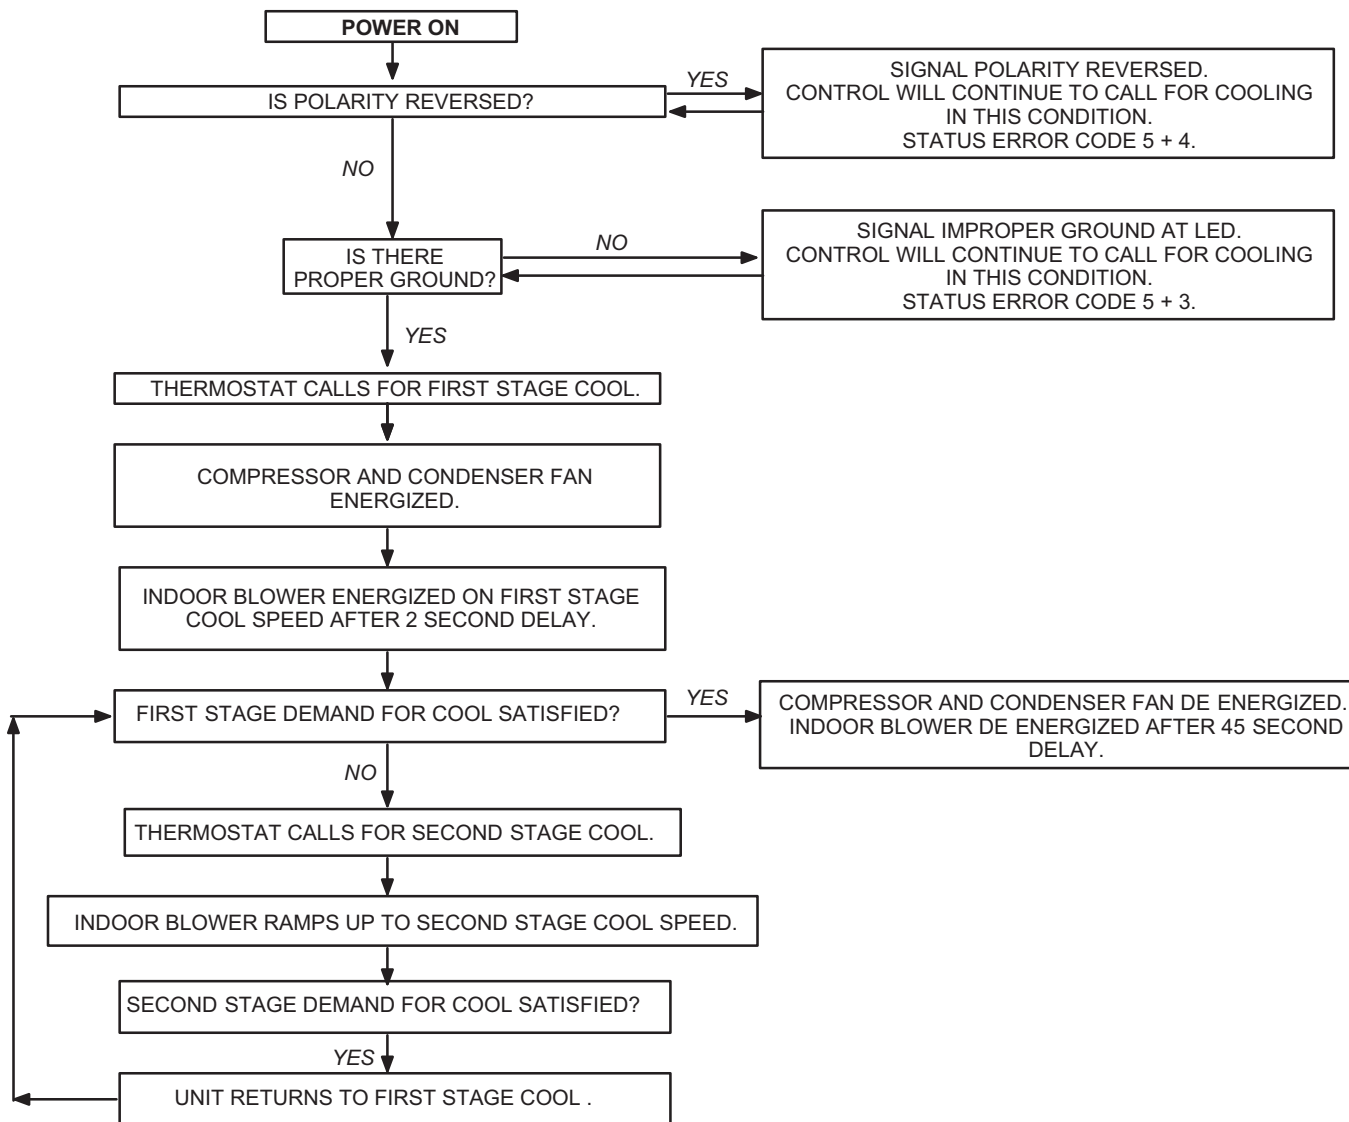 POWER ON
IS POLARITY REVERSED?
YES
SIGNAL POLARITY REVERSED.
CONTROL WILL CONTINUE TO CALL FOR COOLING
IN THIS CONDITION.
STATUS ERROR CODE 5 + 4.
NO
IS THERE
PROPER GROUND?
NO
SIGNAL IMPROPER GROUND AT LED.
CONTROL WILL CONTINUE TO CALL FOR COOLING
IN THIS CONDITION.
STATUS ERROR CODE 5 + 3.
YES
THERMOSTAT CALLS FOR FIRST STAGE COOL.
COMPRESSOR AND CONDENSER FAN
ENERGIZED.
INDOOR BLOWER ENERGIZED ON FIRST STAGE
COOL SPEED AFTER 2 SECOND DELAY.
FIRST STAGE DEMAND FOR COOL SATISFIED?
YES
COMPRESSOR AND CONDENSER FAN DE ENERGIZED.
INDOOR BLOWER DE ENERGIZED AFTER 45 SECOND
DELAY.
NO
THERMOSTAT CALLS FOR SECOND STAGE COOL.
INDOOR BLOWER RAMPS UP TO SECOND STAGE COOL SPEED.
SECOND STAGE DEMAND FOR COOL SATISFIED?
YES
UNIT RETURNS TO FIRST STAGE COOL .